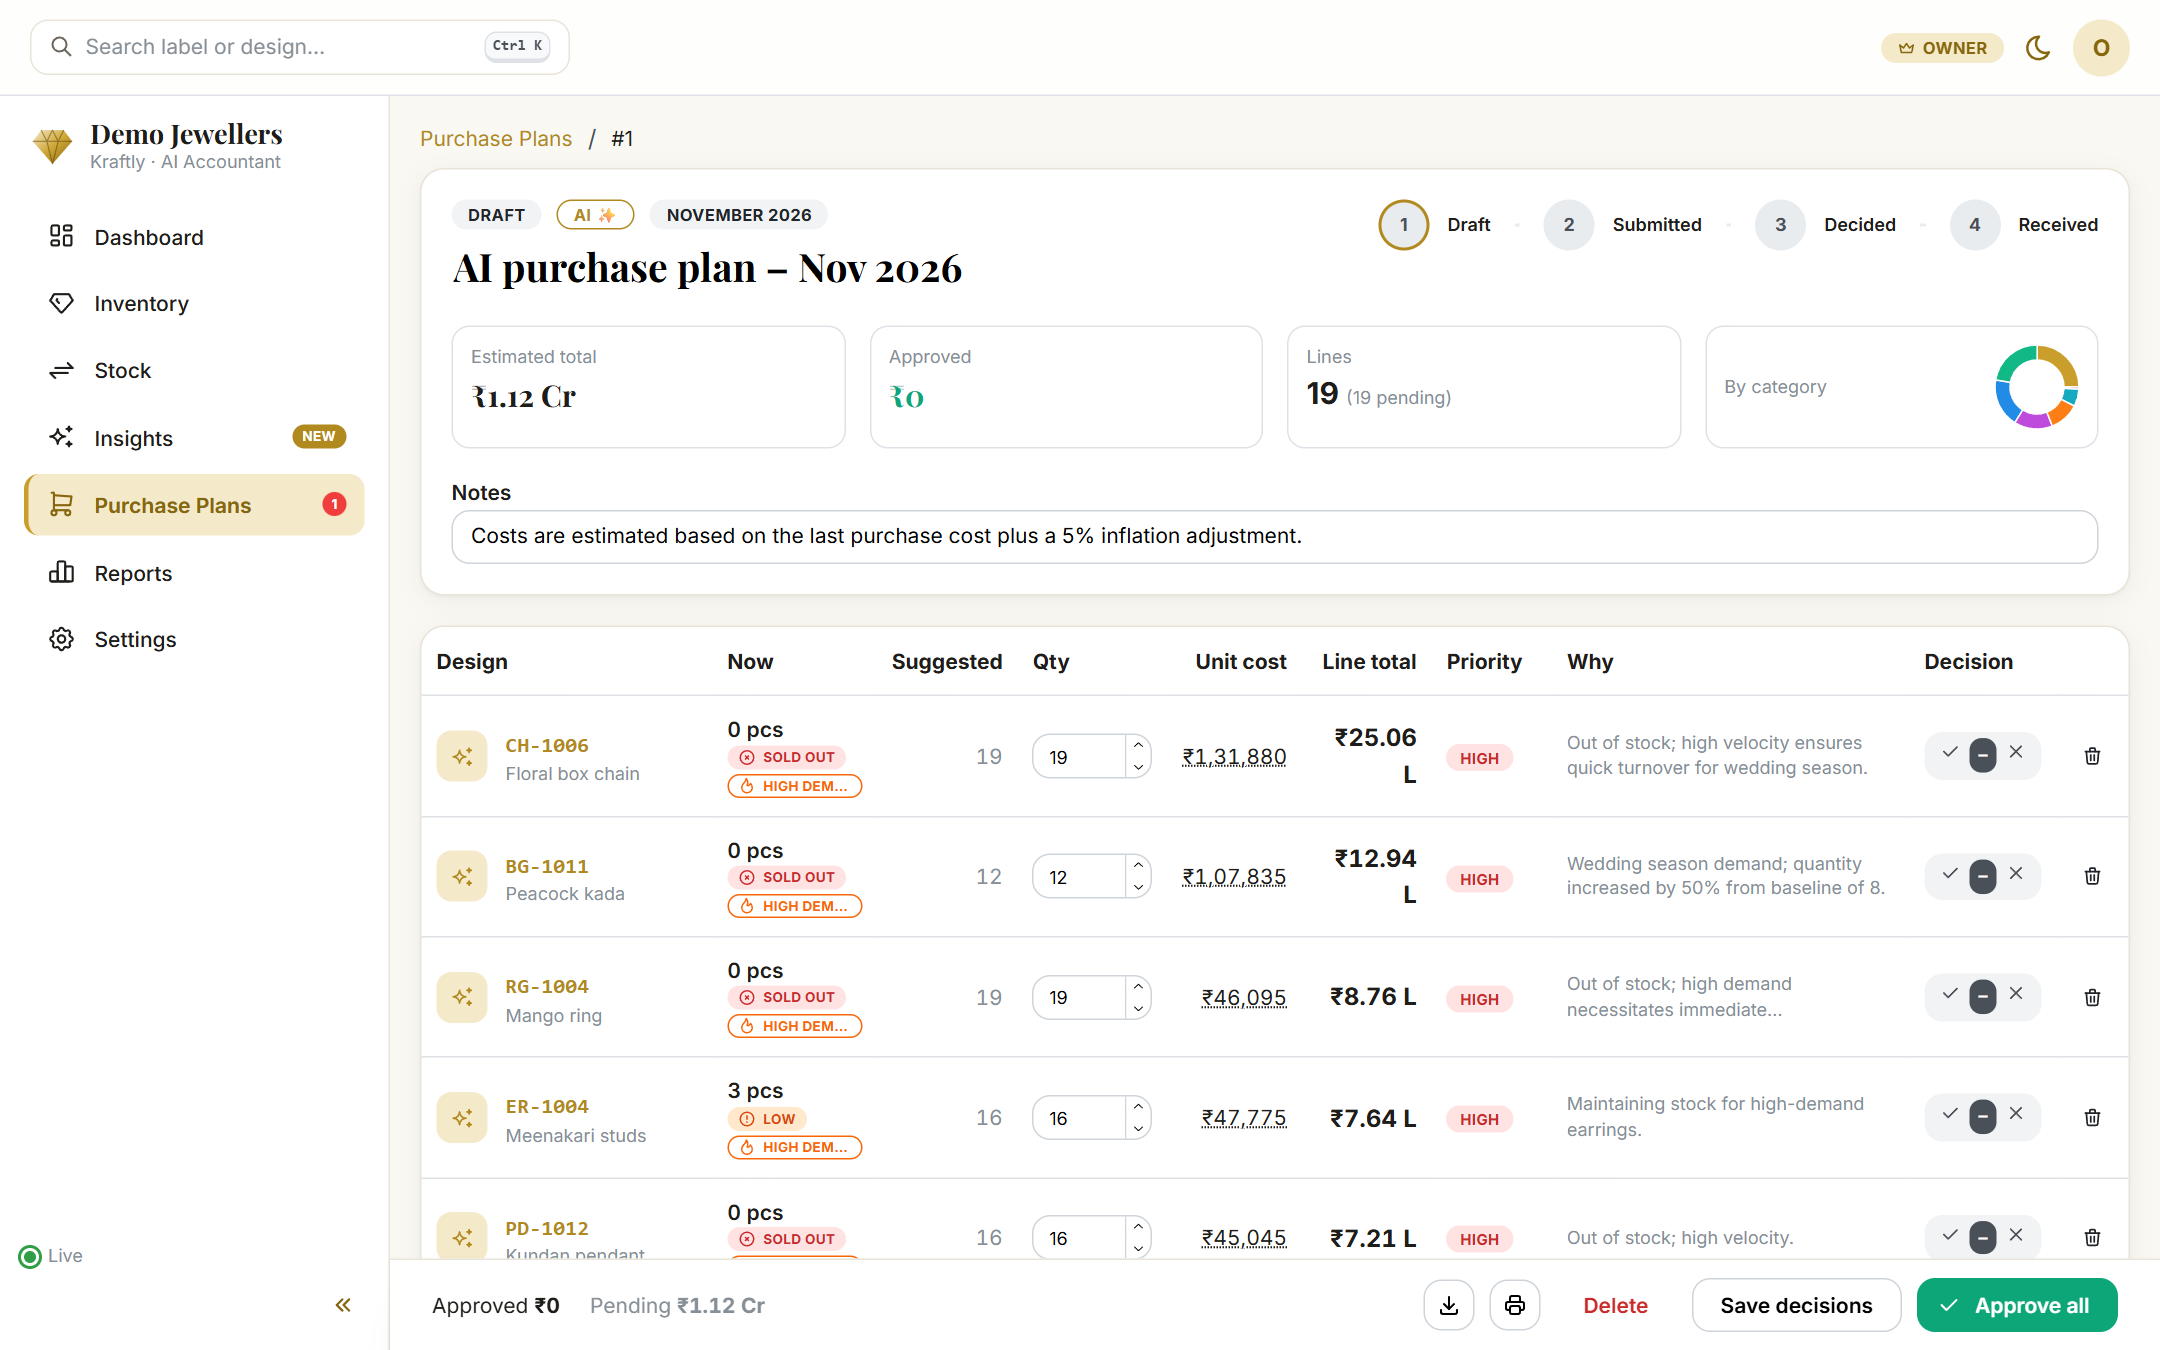 Search label or design...
Ctrl K
OWNER
O
Demo Jewellers
Kraftly · AI Accountant
Dashboard
Inventory
Stock
Insights
NEW
Purchase Plans
1
Reports
Settings
Live
Purchase Plans / #1
DRAFT
AI ✨
NOVEMBER 2026
AI purchase plan – Nov 2026
1 Draft
2 Submitted
3 Decided
4 Received
Estimated total
₹1.12 Cr
Approved
₹0
Lines
19 (19 pending)
By category
Notes
Costs are estimated based on the last purchase cost plus a 5% inflation adjustment.
Design Now Suggested Qty Unit cost Line total Priority Why Decision
CH-1006
Floral box chain
0 pcs
SOLD OUT
HIGH DEM...
19
19
₹1,31,880
₹25.06
L
HIGH
Out of stock; high velocity ensures
quick turnover for wedding season.
BG-1011
Peacock kada
0 pcs
SOLD OUT
HIGH DEM...
12
12
₹1,07,835
₹12.94
L
HIGH
Wedding season demand; quantity
increased by 50% from baseline of 8.
RG-1004
Mango ring
0 pcs
SOLD OUT
HIGH DEM...
19
19
₹46,095
₹8.76 L
HIGH
Out of stock; high demand
necessitates immediate...
ER-1004
Meenakari studs
3 pcs
LOW
HIGH DEM...
16
16
₹47,775
₹7.64 L
HIGH
Maintaining stock for high-demand
earrings.
PD-1012
Kundan pendant
0 pcs
SOLD OUT
16
16
₹45,045
₹7.21 L
HIGH
Out of stock; high velocity.
Approved ₹0
Pending ₹1.12 Cr
Delete
Save decisions
Approve all